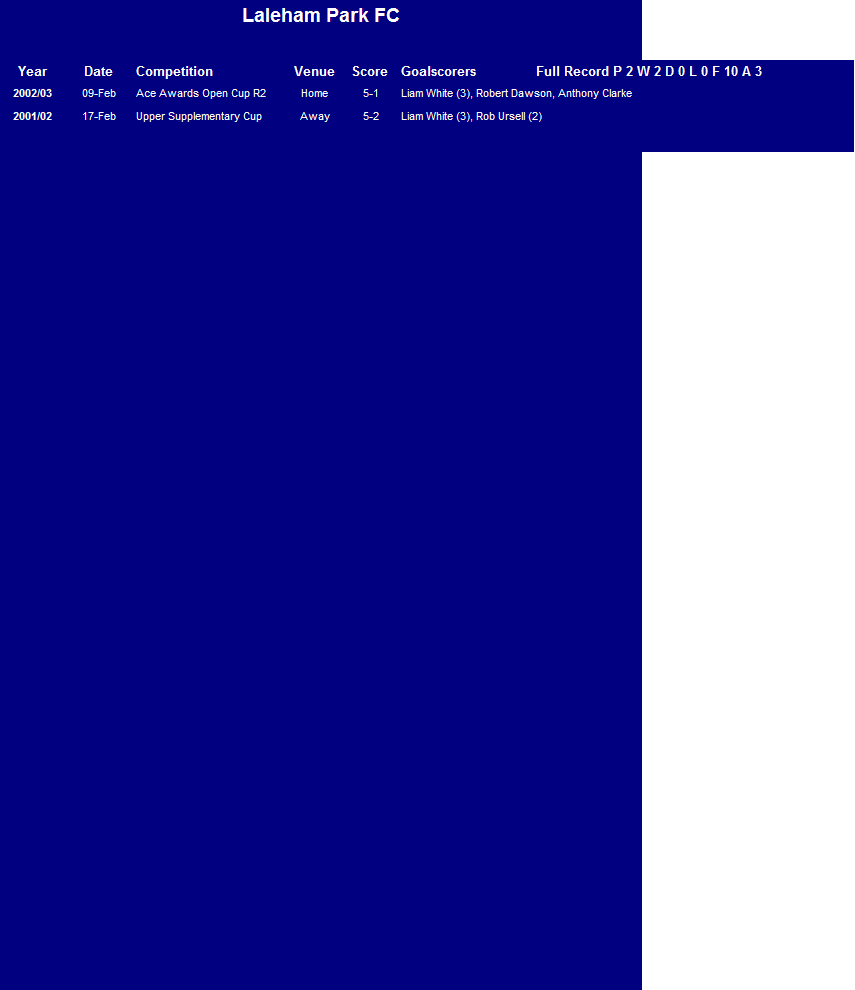 Laleham Park FC
Year Date Competition Venue Score Goalscorers Full Record P 2 W 2 D 0 L 0 F 10 A 3
2002/03 09-Feb Ace Awards Open Cup R2 Home 5-1 Liam White (3), Robert Dawson, Anthony Clarke
2001/02 17-Feb Upper Supplementary Cup Away 5-2 Liam White (3), Rob Ursell (2)